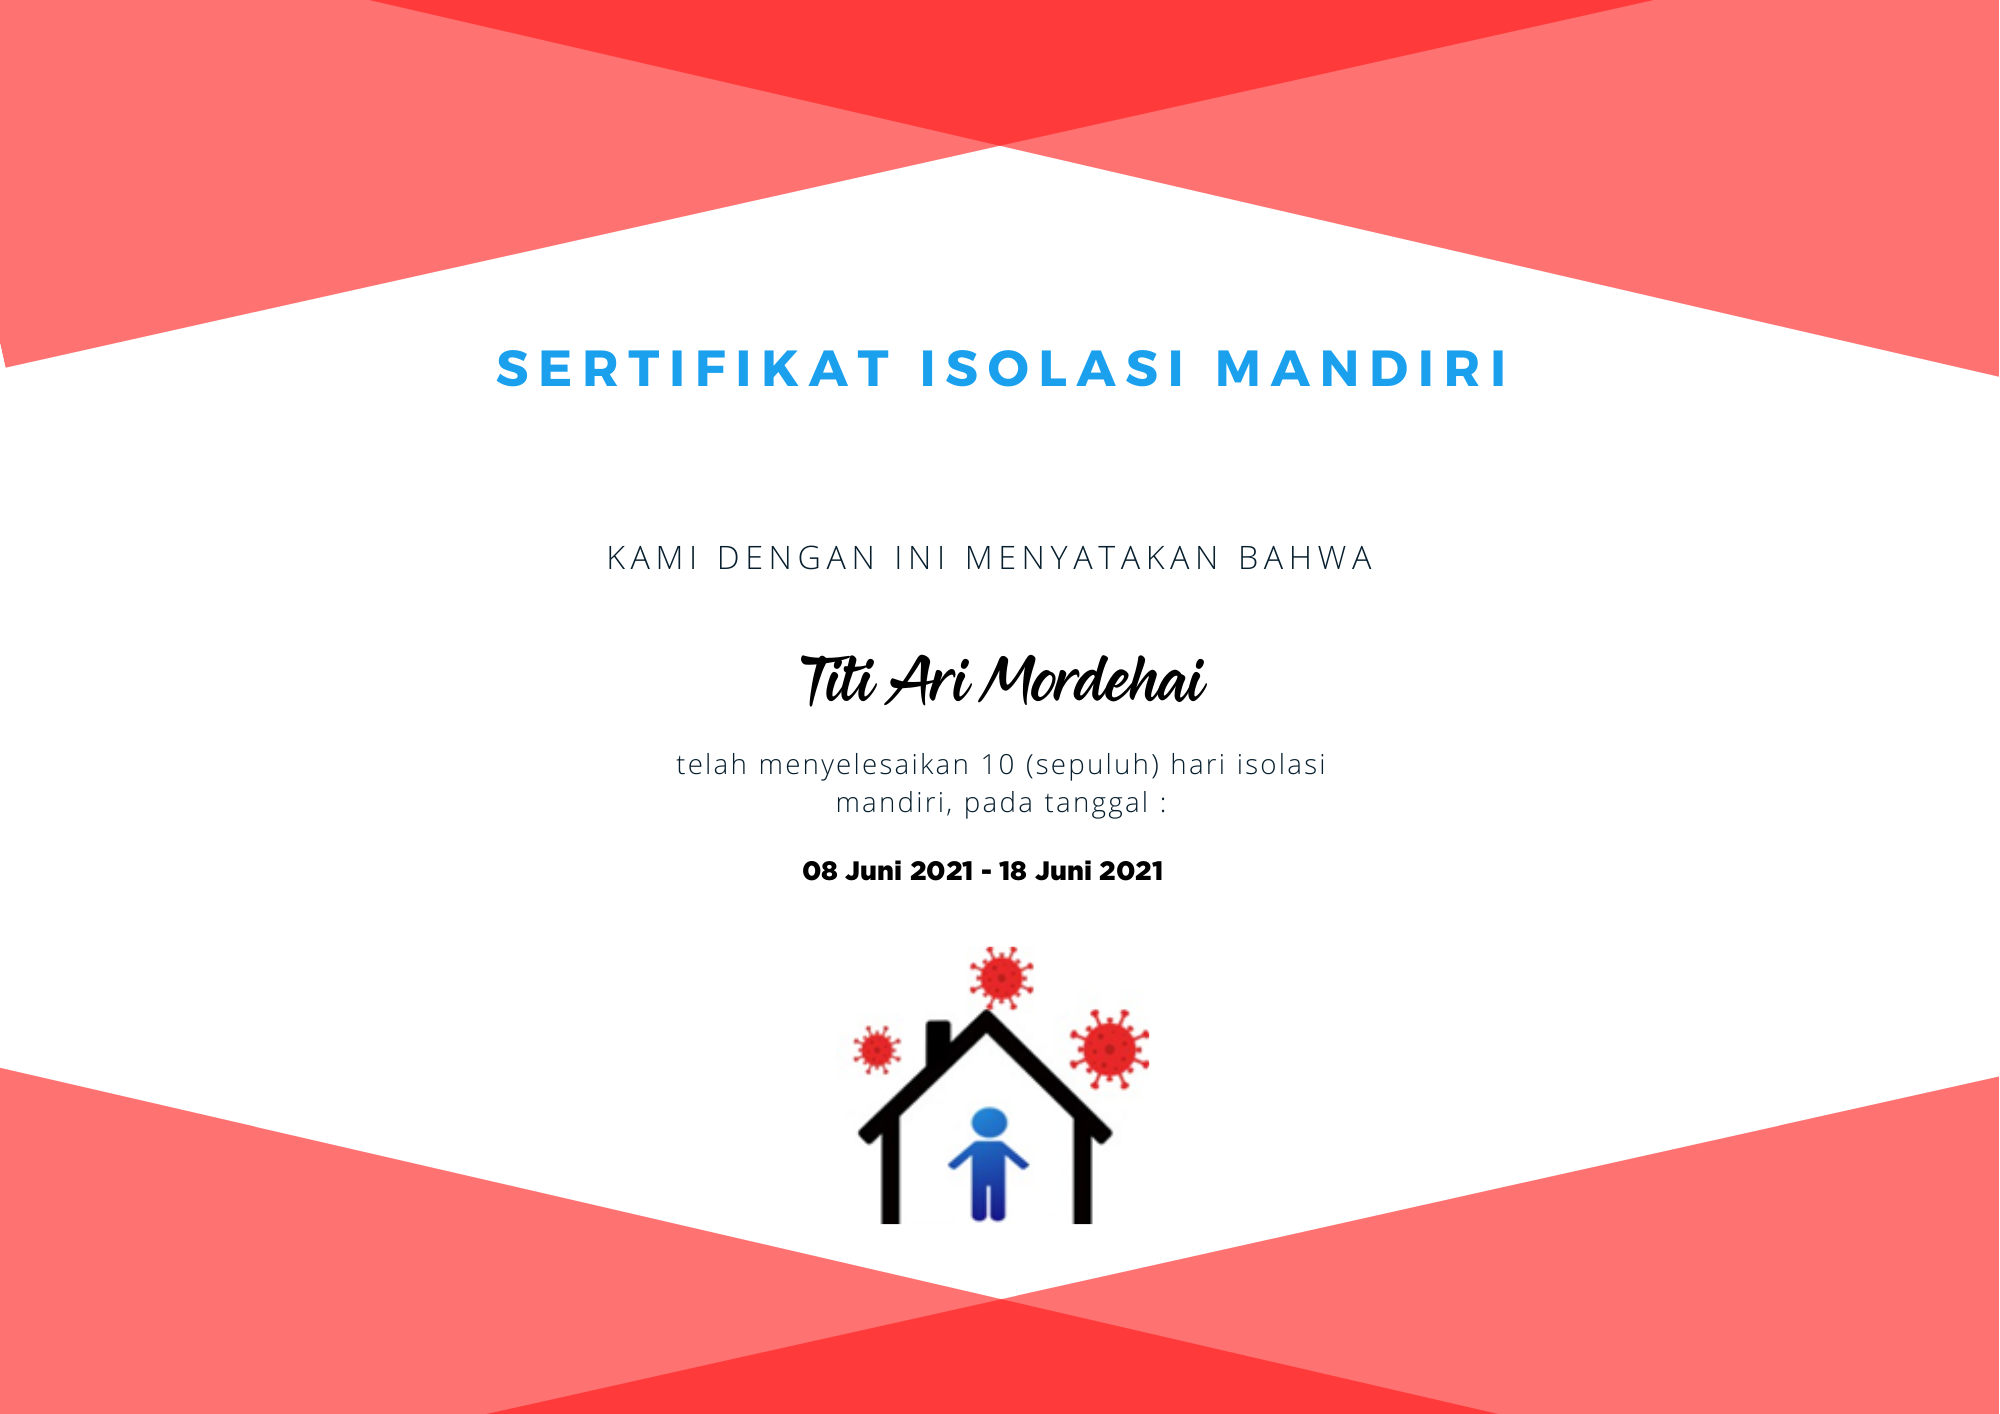 SERTIFIKAT ISOLASI MANDIRI
KAMI DENGAN INI MENYATAKAN BAHWA
Titi Ari Mordehai
telah menyelesaikan 10 (sepuluh) hari isolasi
mandiri, pada tanggal :
08 Juni 2021 - 18 Juni 2021